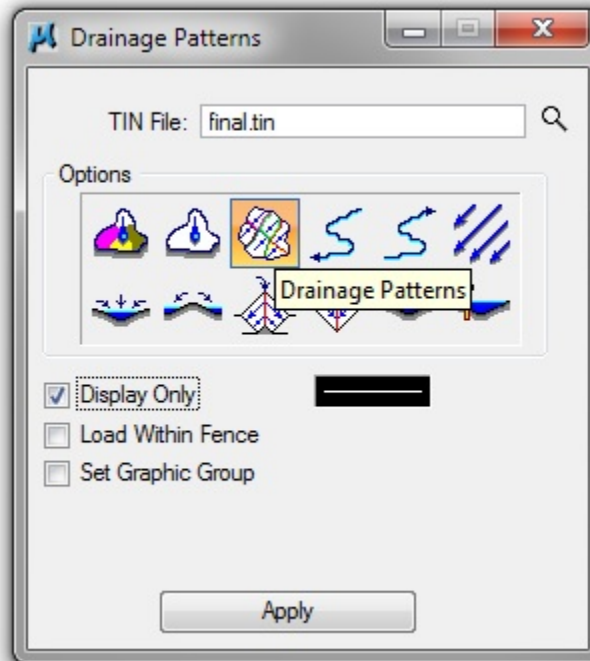 Drainage Patterns
TIN File: final.tin
Options
Drainage Patterns
Display Only
Load Within Fence
Set Graphic Group
Apply